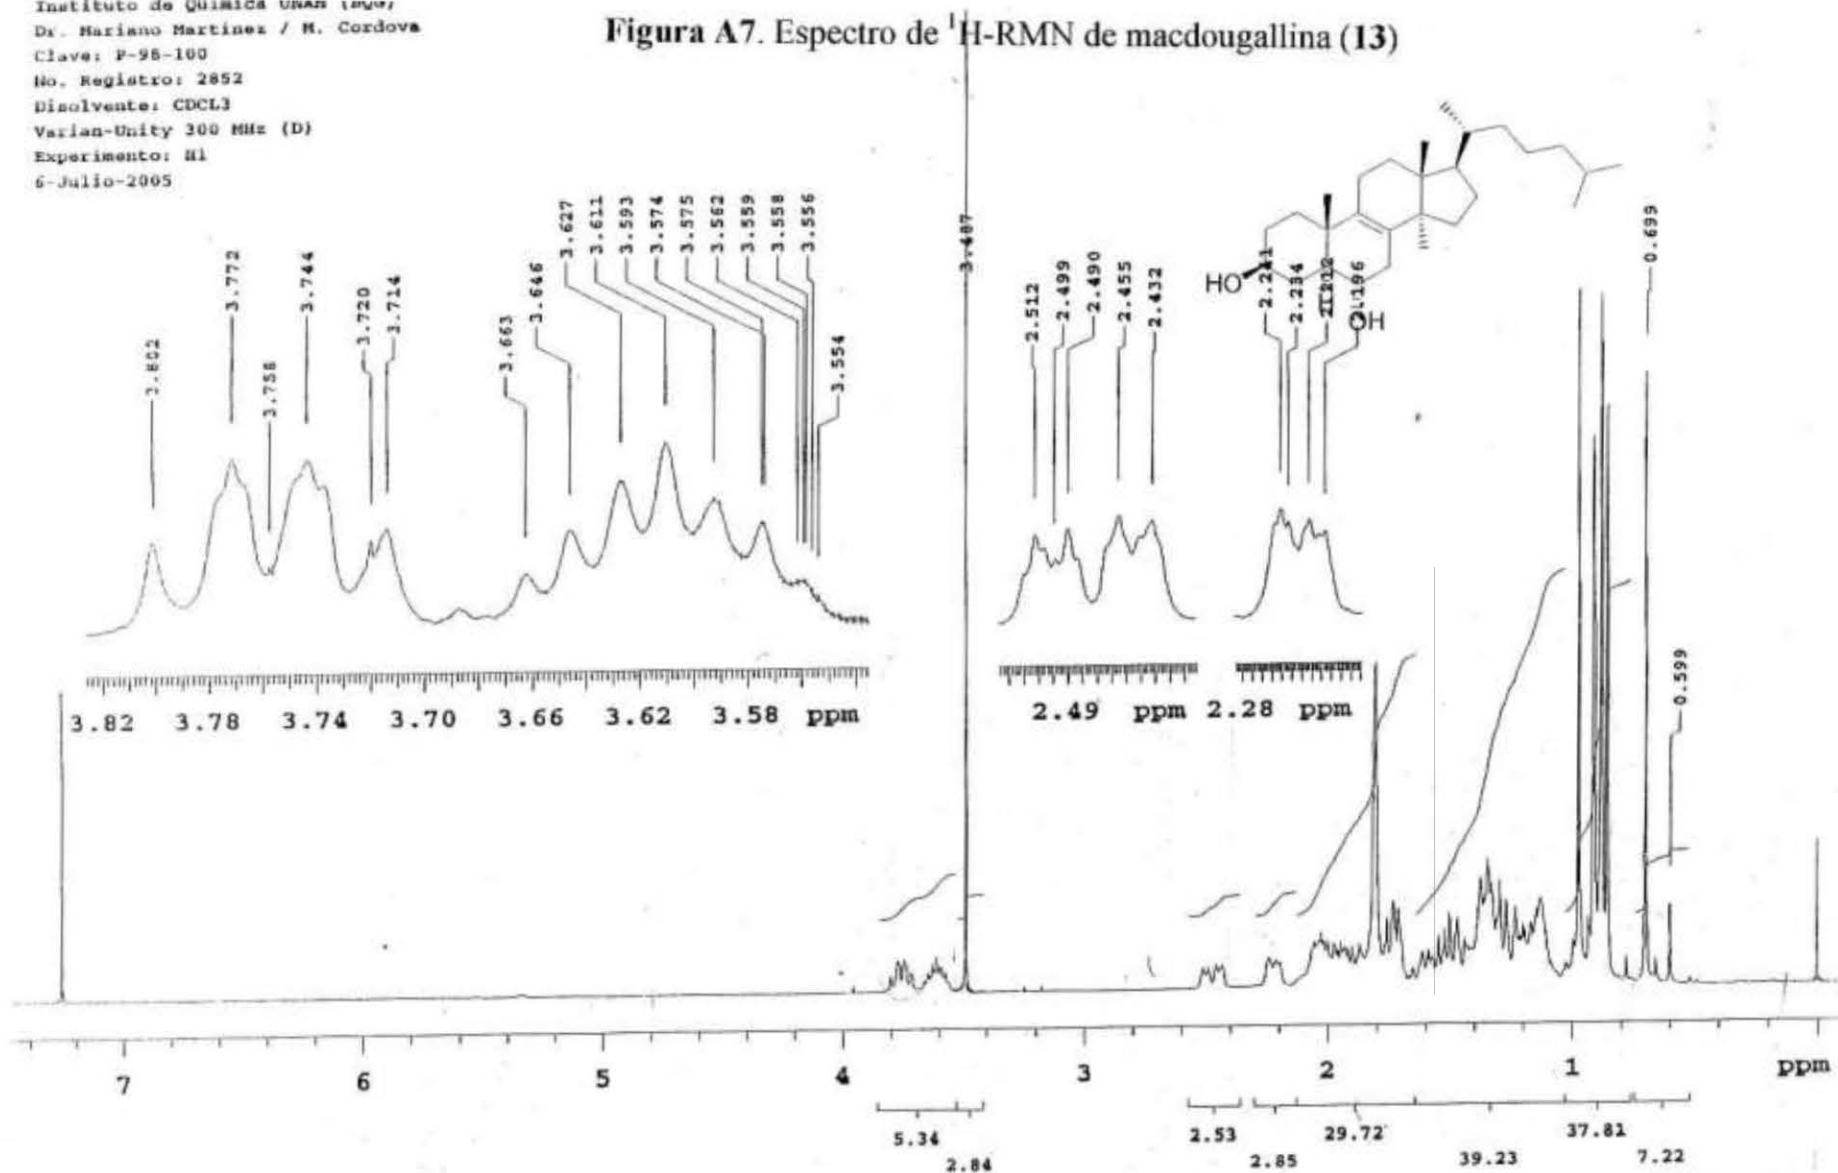 Instituto de Química UNAM
Dr. Mariano Martinez / M. Cordova
Clave: P-98-100
No. Registro: 2852
Disolvente: CDCL3
Varian-Unity 300 MHz (D)
Experimento: H1
6-Julio-2005
Figura A7. Espectro de ¹H-RMN de macdougallina (13)
3.802
3.772
3.758
3.744
3.720
3.714
3.663
3.646
3.627
3.611
3.593
3.574
3.575
3.562
3.559
3.558
3.556
3.554
3.487
2.512
2.499
2.490
2.455
2.432
2.241
2.234
2.212
2.196
HO
OH
0.699
0.599
3.82 3.78 3.74 3.70 3.66 3.62 3.58 ppm
2.49 ppm
2.28 ppm
7 6 5 4 3 2 1 ppm
5.34
2.84
2.53
2.85
29.72
39.23
37.81
7.22